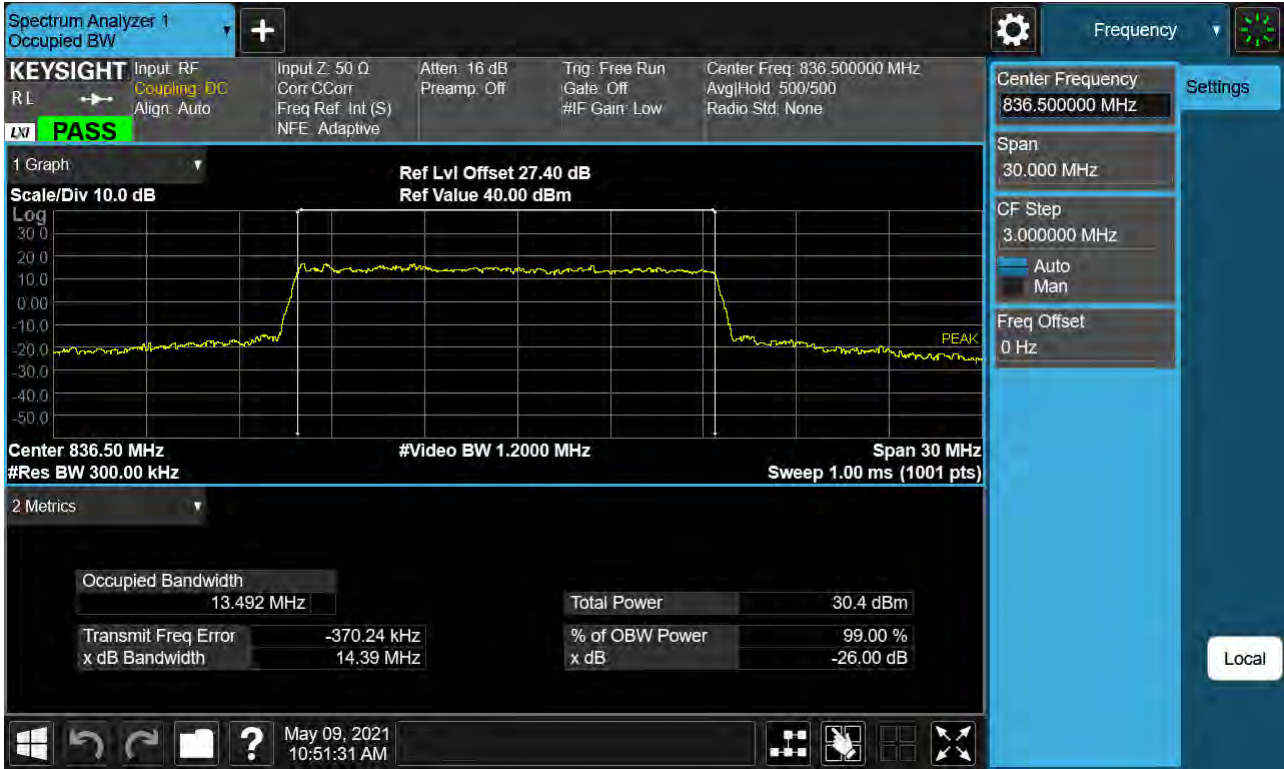 Spectrum Analyzer 1
Occupied BW
Frequency
KEYSIGHT
RL
LXI
PASS
Input: RF
Coupling: DC
Align: Auto
Input Z: 50 Ω
Corr CCorr
Freq Ref: Int (S)
NFE: Adaptive
Atten: 16 dB
Preamp: Off
Trig: Free Run
Gate: Off
#IF Gain: Low
Center Freq: 836.500000 MHz
Avg|Hold: 500/500
Radio Std: None
Center Frequency
836.500000 MHz
Settings
Span
30.000 MHz
CF Step
3.000000 MHz
Auto
Man
Freq Offset
0 Hz
Local
1 Graph
Scale/Div 10.0 dB
Ref Lvl Offset 27.40 dB
Ref Value 40.00 dBm
Log
30.0
20.0
10.0
0.00
-10.0
-20.0
-30.0
-40.0
-50.0
PEAK
Center 836.50 MHz
#Video BW 1.2000 MHz
Span 30 MHz
#Res BW 300.00 kHz
Sweep 1.00 ms (1001 pts)
2 Metrics
Occupied Bandwidth
13.492 MHz
Total Power 30.4 dBm
Transmit Freq Error -370.24 kHz
% of OBW Power 99.00 %
x dB Bandwidth 14.39 MHz
x dB -26.00 dB
?
May 09, 2021
10:51:31 AM